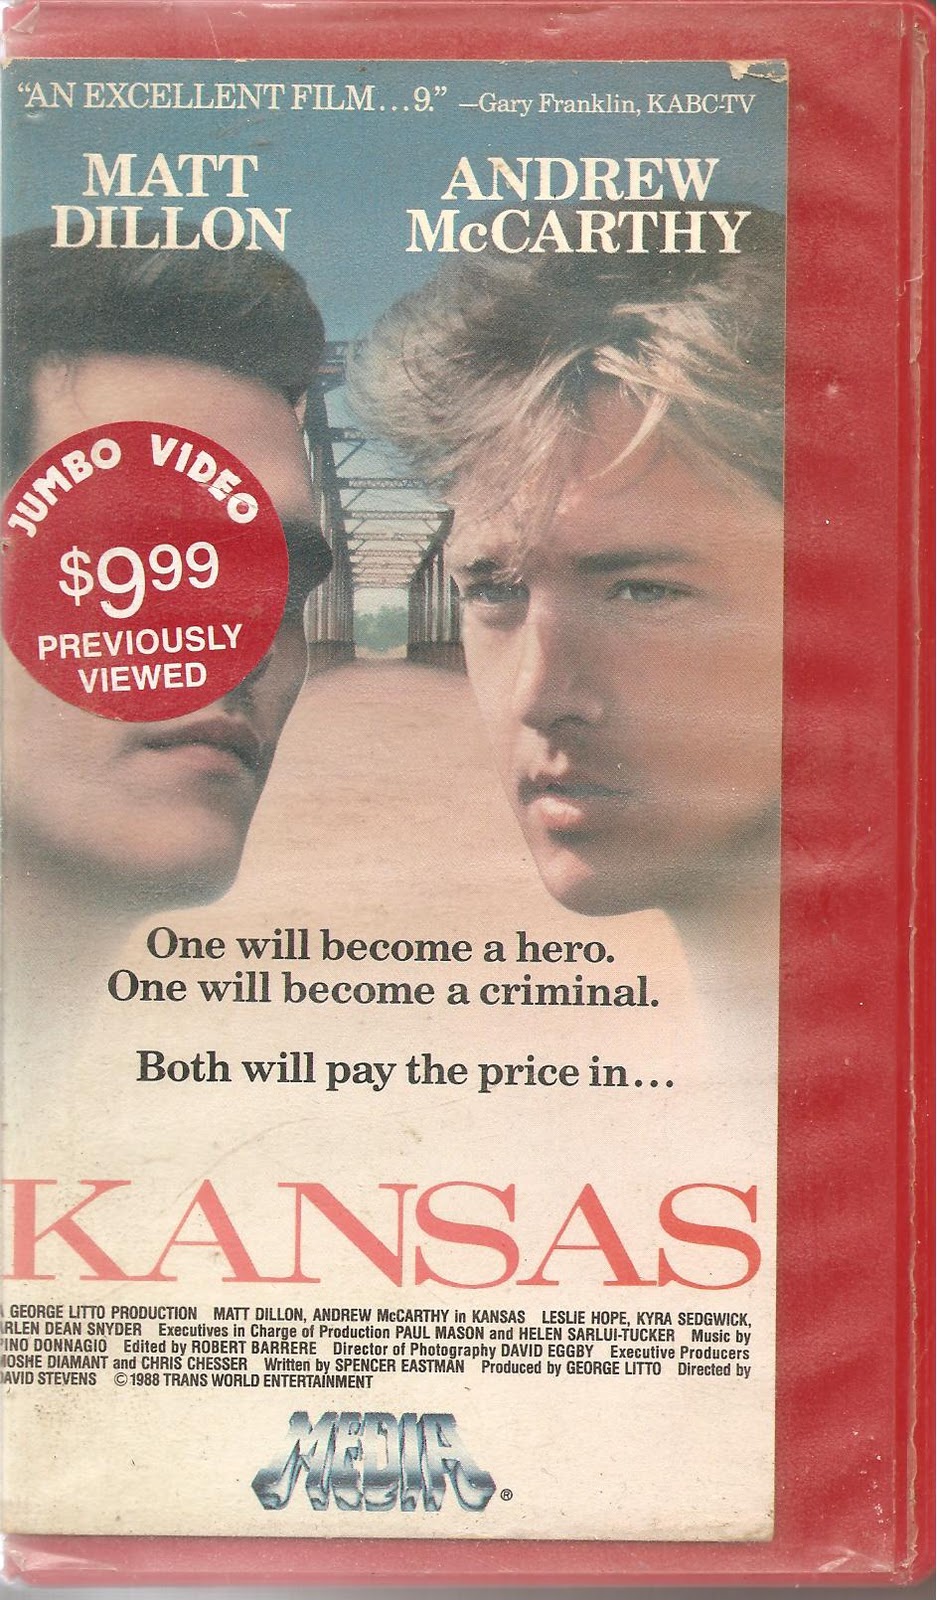 “AN EXCELLENT FILM...9.” —Gary Franklin, KABC-TV
MATT
DILLON
ANDREW
McCARTHY
JUMBO VIDEO
$9.99
PREVIOUSLY
VIEWED
One will become a hero.
One will become a criminal.
Both will pay the price in...
KANSAS
A GEORGE LITTO PRODUCTION MATT DILLON, ANDREW McCARTHY in KANSAS LESLIE HOPE, KYRA SEDGWICK,
ARLEN DEAN SNYDER Executives in Charge of Production PAUL MASON and HELEN SARLUI-TUCKER Music by
PINO DONNAGIO Edited by ROBERT BARRERE Director of Photography DAVID EGGBY Executive Producers
MOSHE DIAMANT and CHRIS CHESSER Written by SPENCER EASTMAN Produced by GEORGE LITTO Directed by
DAVID STEVENS ©1988 TRANS WORLD ENTERTAINMENT
MEDIA®